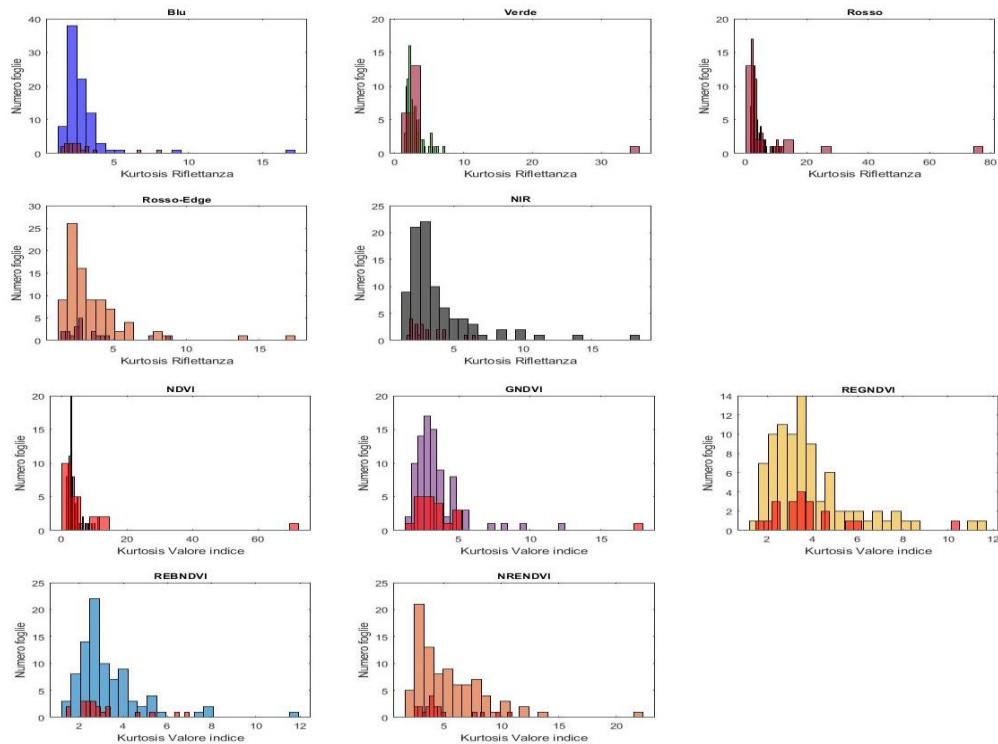 Blu
40
30
20
10
0
Numero foglie
5 10 15
Kurtosis Riflettanza
Verde
20
15
10
5
0
Numero foglie
0 10 20 30
Kurtosis Riflettanza
Rosso
20
15
10
5
0
Numero foglie
0 20 40 60 80
Kurtosis Riflettanza
Rosso-Edge
30
25
20
15
10
5
0
Numero foglie
5 10 15
Kurtosis Riflettanza
NIR
25
20
15
10
5
0
Numero foglie
5 10 15
Kurtosis Riflettanza
NDVI
20
15
10
5
0
Numero foglie
0 20 40 60
Kurtosis Valore indice
GNDVI
20
15
10
5
0
Numero foglie
5 10 15
Kurtosis Valore indice
REGNDVI
14
12
10
8
6
4
2
0
Numero foglie
2 4 6 8 10 12
Kurtosis Valore indice
REBNDVI
25
20
15
10
5
0
Numero foglie
2 4 6 8 10 12
Kurtosis Valore indice
NRENDVI
25
20
15
10
5
0
Numero foglie
5 10 15 20
Kurtosis Valore indice